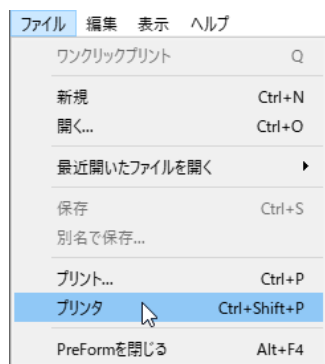 ファイル 編集 表示 ヘルプ
ワンクリックプリント Q
新規 Ctrl+N
開く... Ctrl+O
最近開いたファイルを開く
保存 Ctrl+S
別名で保存...
プリント... Ctrl+P
プリンタ Ctrl+Shift+P
PreFormを閉じる Alt+F4